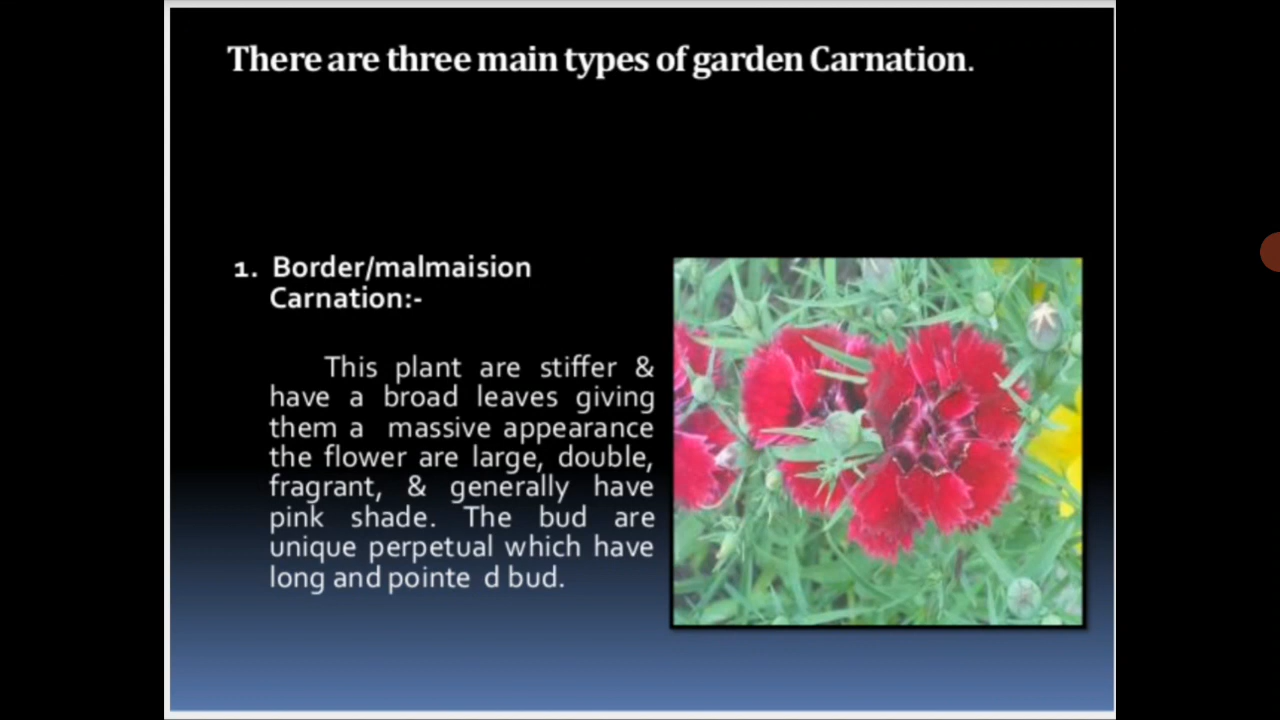 There are three main types of garden Carnation.
1. Border/malmaision
Carnation:-
This plant are stiffer &
have a broad leaves giving
them a massive appearance
the flower are large, double,
fragrant, & generally have
pink shade. The bud are
unique perpetual which have
long and pointe d bud.